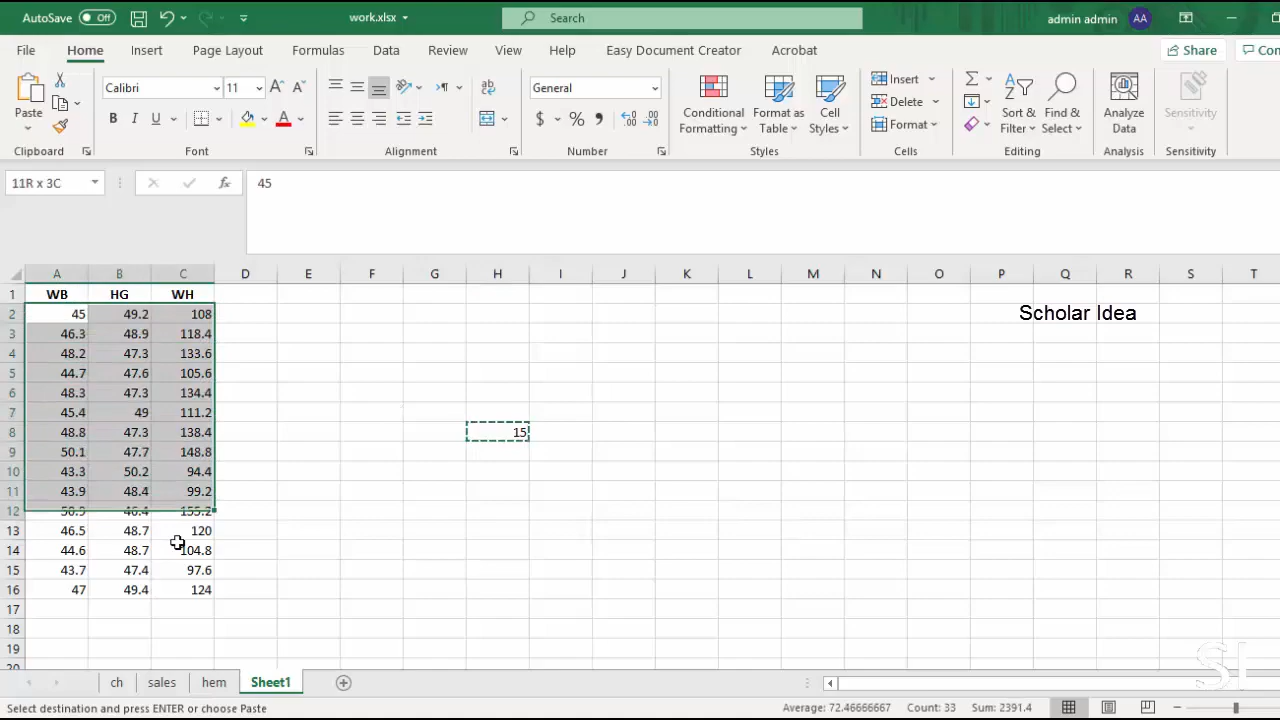 AutoSave Off work.xlsx Search admin admin AA
File Home Insert Page Layout Formulas Data Review View Help Easy Document Creator Acrobat Share
Calibri 11 General Insert
Paste B I U $ % Conditional Formatting Format as Table Cell Styles Delete Format Sort & Filter Find & Select Analyze Data Sensitivity
Clipboard Font Alignment Number Styles Cells Editing Analysis Sensitivity
11R x 3C fx 45
A B C D E F G H I J K L M N O P Q R S T
1 WB HG WH
2 45 49.2 108 Scholar Idea
3 46.3 48.9 118.4
4 48.2 47.3 133.6
5 44.7 47.6 105.6
6 48.3 47.3 134.4
7 45.4 49 111.2
8 48.8 47.3 138.4 15
9 50.1 47.7 148.8
10 43.3 50.2 94.4
11 43.9 48.4 99.2
12 50.9 46.4 155.2
13 46.5 48.7 120
14 44.6 48.7 104.8
15 43.7 47.4 97.6
16 47 49.4 124
17
18
19
SI
ch sales hem Sheet1
Select destination and press ENTER or choose Paste Average: 72.46666667 Count: 33 Sum: 2391.4